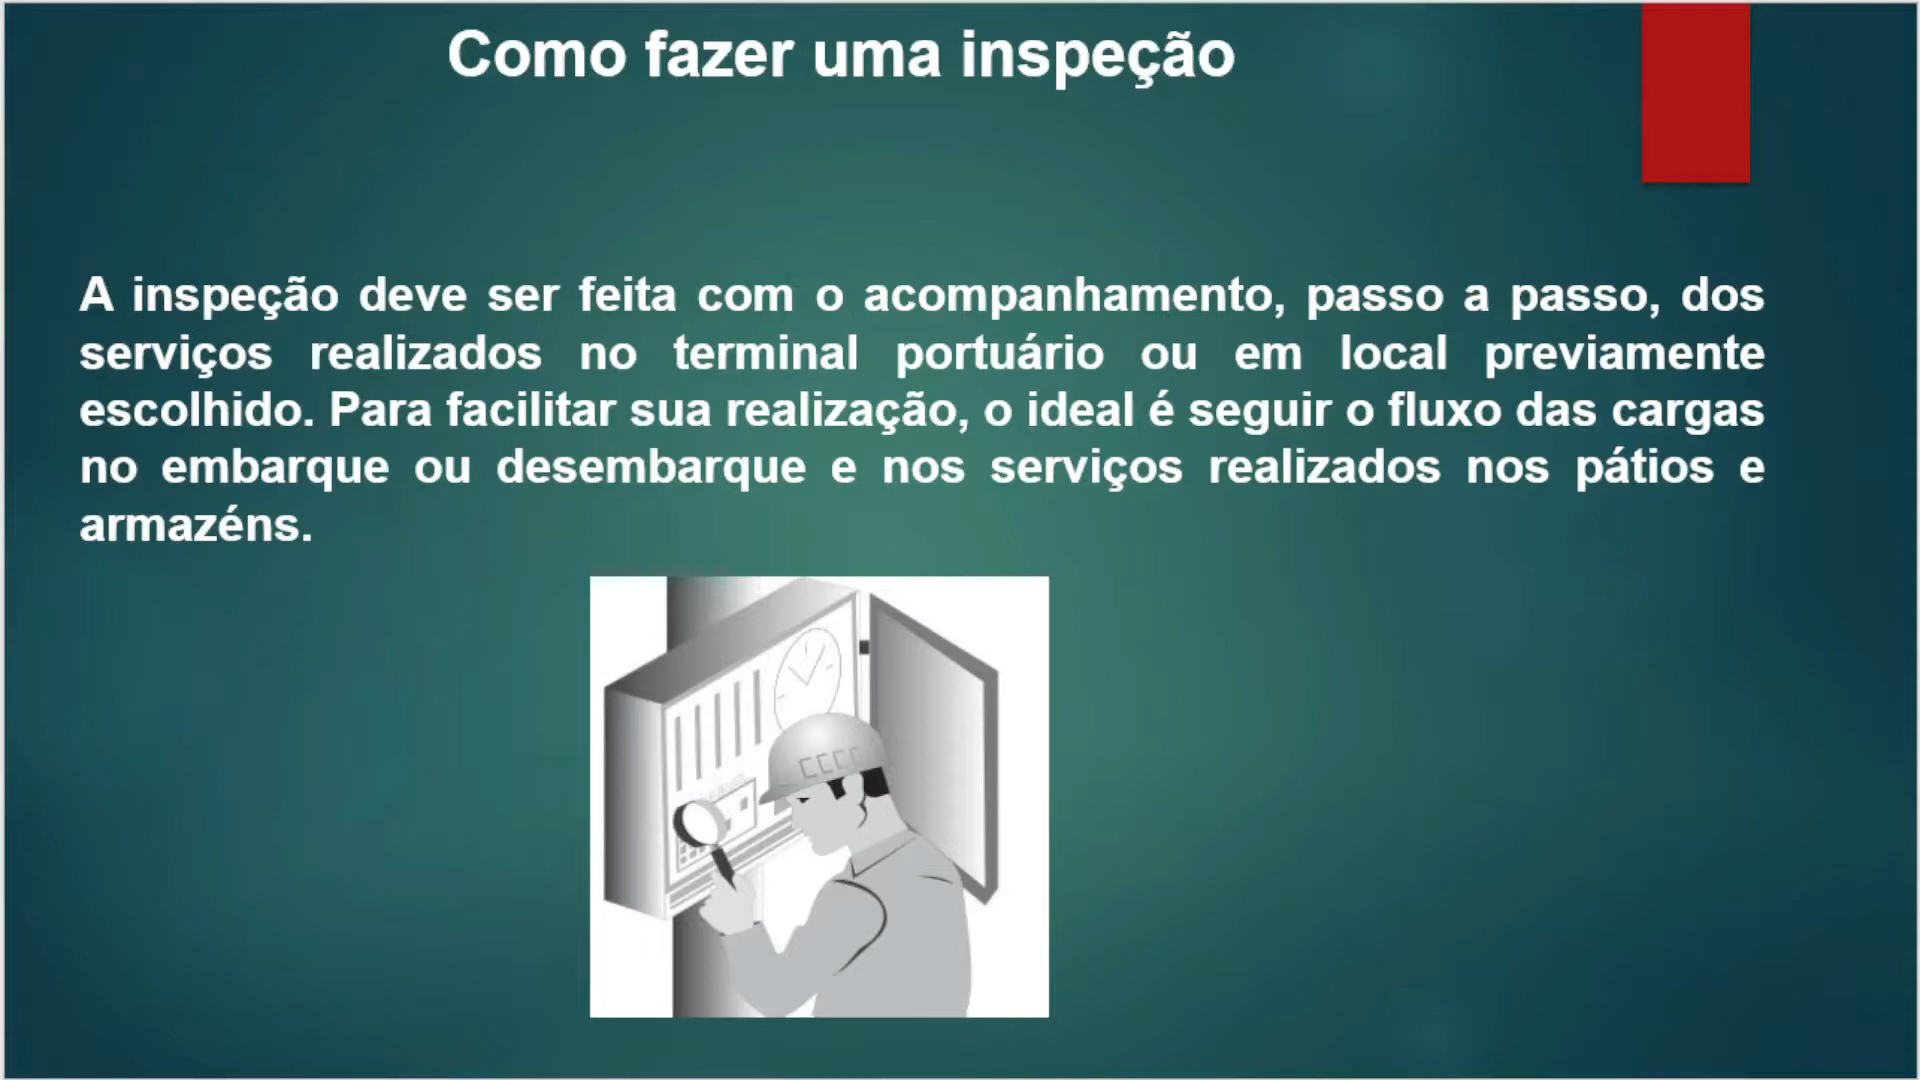 Como fazer uma inspeção
A inspeção deve ser feita com o acompanhamento, passo a passo, dos
serviços realizados no terminal portuário ou em local previamente
escolhido. Para facilitar sua realização, o ideal é seguir o fluxo das cargas
no embarque ou desembarque e nos serviços realizados nos pátios e
armazéns.